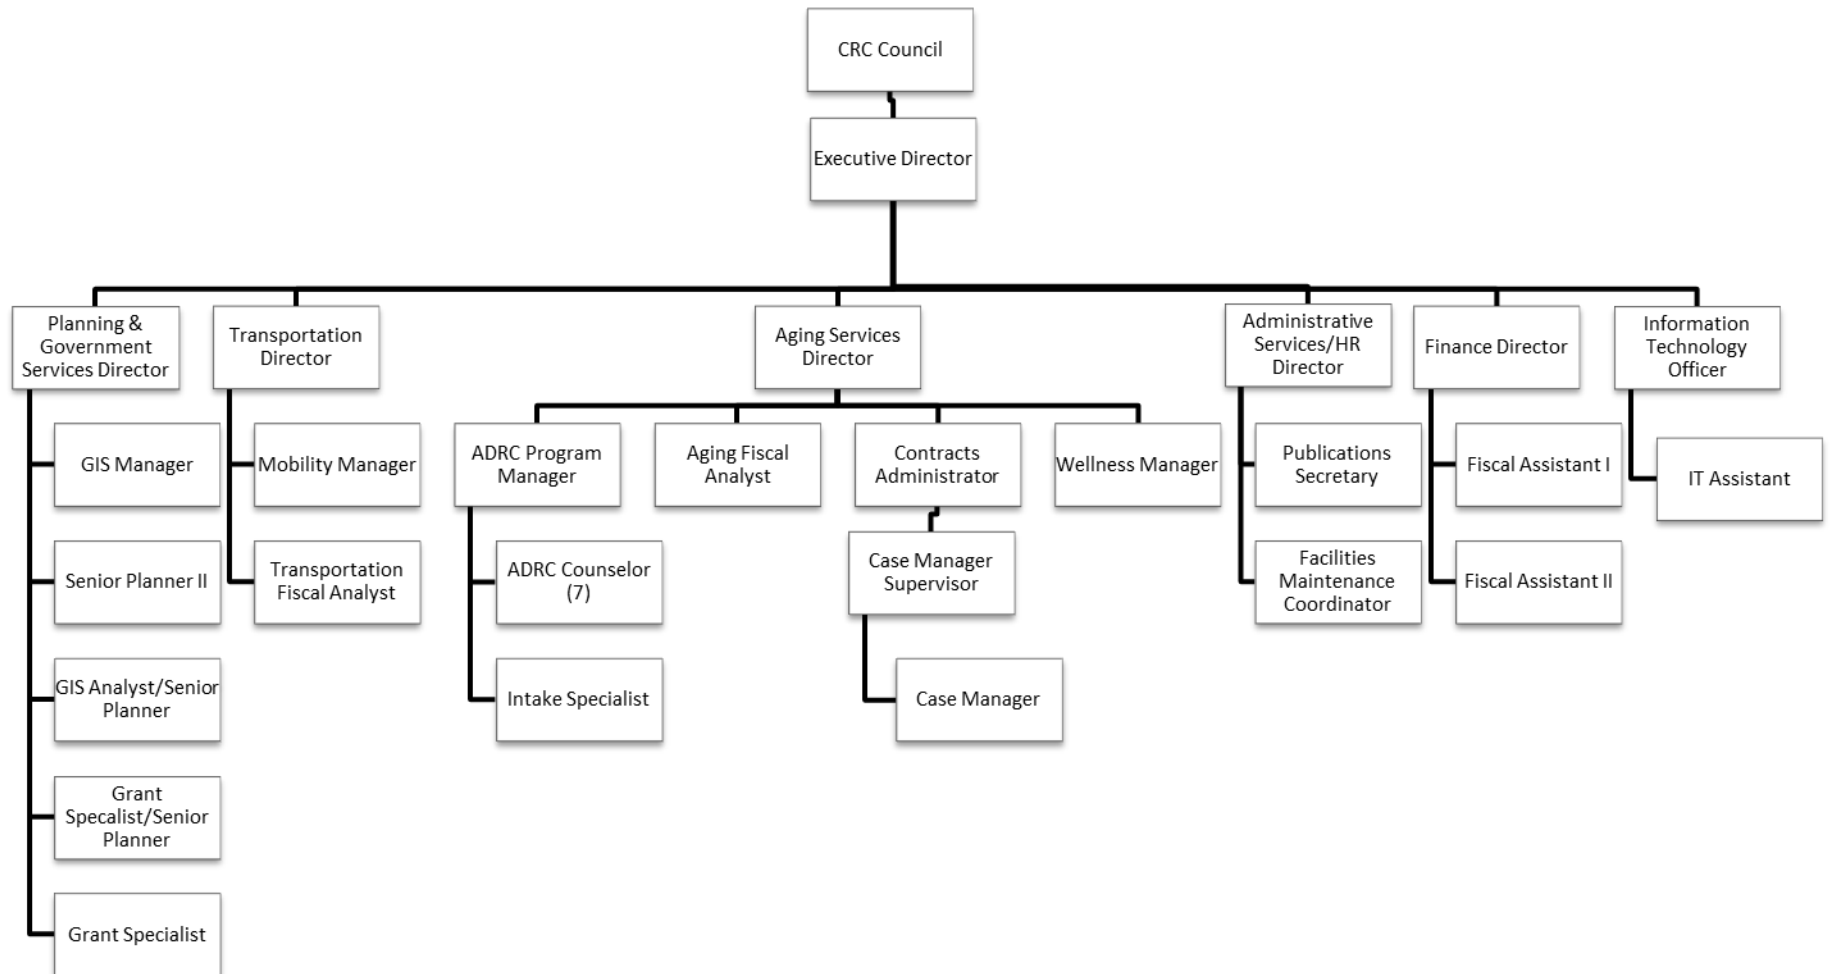 CRC Council
Executive Director
Planning &
Government
Services Director
Transportation
Director
Aging Services
Director
Administrative
Services/HR
Director
Finance Director
Information
Technology
Officer
GIS Manager
Mobility Manager
ADRC Program
Manager
Aging Fiscal
Analyst
Contracts
Administrator
Wellness Manager
Publications
Secretary
Fiscal Assistant I
IT Assistant
Senior Planner II
Transportation
Fiscal Analyst
ADRC Counselor
(7)
Case Manager
Supervisor
Facilities
Maintenance
Coordinator
Fiscal Assistant II
GIS Analyst/Senior
Planner
Intake Specialist
Case Manager
Grant
Specalist/Senior
Planner
Grant Specialist